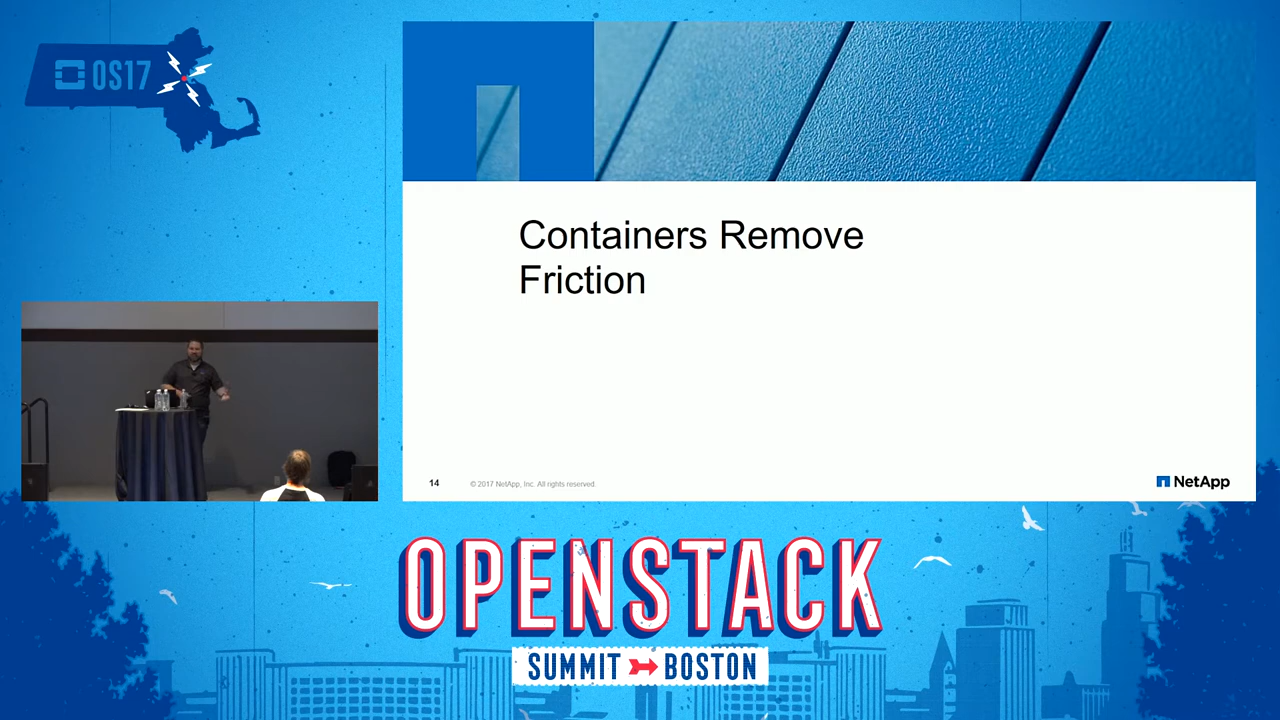 OS17
Containers Remove
Friction
14
© 2017 NetApp, Inc. All rights reserved.
NetApp
OPENSTACK
SUMMIT BOSTON